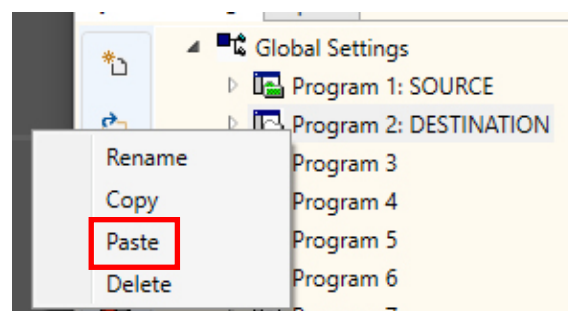 Global Settings
Program 1: SOURCE
Program 2: DESTINATION
Program 3
Program 4
Program 5
Program 6
Rename
Copy
Paste
Delete